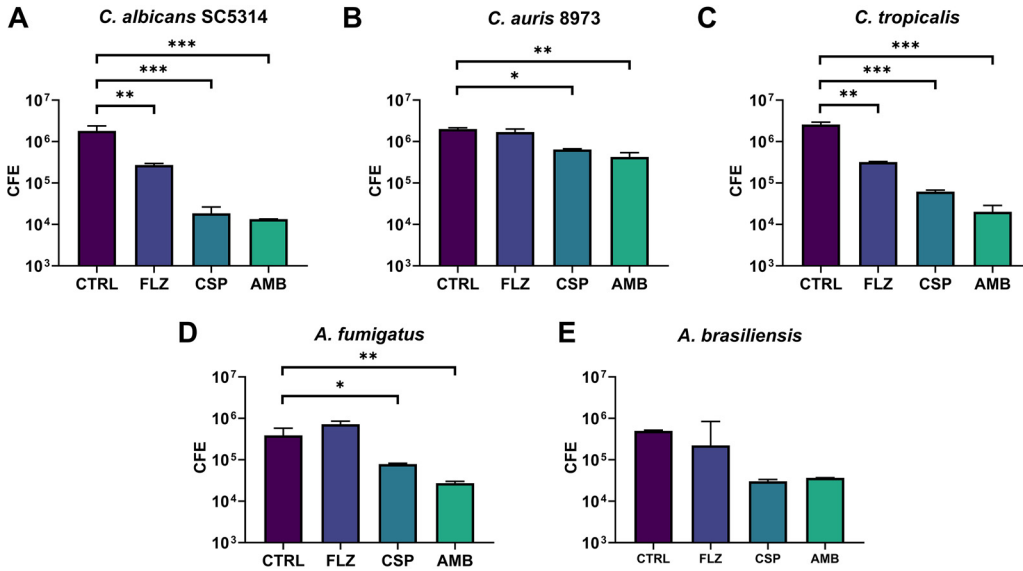 A
C. albicans SC5314
***
***
**
CFE
10⁷
10⁶
10⁵
10⁴
10³
CTRL FLZ CSP AMB
B
C. auris 8973
**
*
CFE
10⁷
10⁶
10⁵
10⁴
10³
CTRL FLZ CSP AMB
C
C. tropicalis
***
***
**
CFE
10⁷
10⁶
10⁵
10⁴
10³
CTRL FLZ CSP AMB
D
A. fumigatus
**
*
CFE
10⁷
10⁶
10⁵
10⁴
10³
CTRL FLZ CSP AMB
E
A. brasiliensis
CFE
10⁷
10⁶
10⁵
10⁴
10³
CTRL FLZ CSP AMB